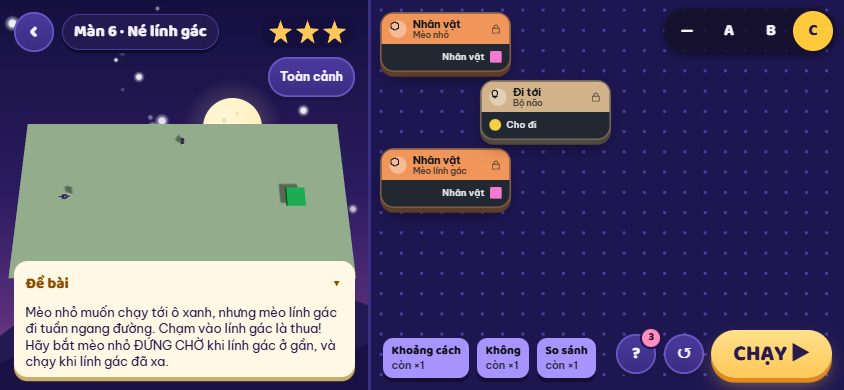 Màn 6 · Né lính gác
Toàn cảnh
Đề bài
Mèo nhỏ muốn chạy tới ô xanh, nhưng mèo lính gác
đi tuần ngang đường. Chạm vào lính gác là thua!
Hãy bắt mèo nhỏ ĐỨNG CHỜ khi lính gác ở gần, và
chạy khi lính gác đã xa.
Nhân vật
Mèo nhỏ
Nhân vật
Đi tới
Bộ não
Cho đi
Nhân vật
Mèo lính gác
Nhân vật
— A B C
Khoảng cách
còn ×1
Không
còn ×1
So sánh
còn ×1
?
3
↺
CHẠY ▶